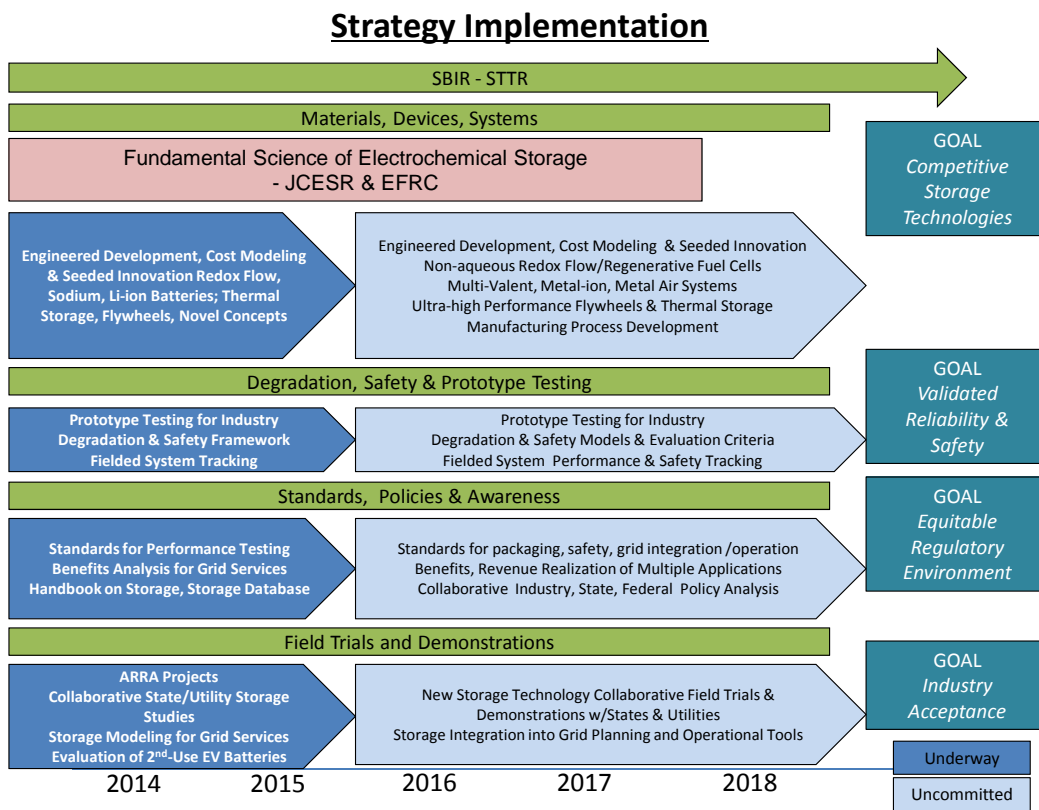 Strategy Implementation
SBIR - STTR
Materials, Devices, Systems
Fundamental Science of Electrochemical Storage
- JCESR & EFRC
GOAL
Competitive
Storage
Technologies
Engineered Development, Cost Modeling
& Seeded Innovation Redox Flow,
Sodium, Li-ion Batteries; Thermal
Storage, Flywheels, Novel Concepts
Engineered Development, Cost Modeling & Seeded Innovation
Non-aqueous Redox Flow/Regenerative Fuel Cells
Multi-Valent, Metal-ion, Metal Air Systems
Ultra-high Performance Flywheels & Thermal Storage
Manufacturing Process Development
Degradation, Safety & Prototype Testing
GOAL
Validated
Reliability &
Safety
Prototype Testing for Industry
Degradation & Safety Framework
Fielded System Tracking
Prototype Testing for Industry
Degradation & Safety Models & Evaluation Criteria
Fielded System Performance & Safety Tracking
Standards, Policies & Awareness
GOAL
Equitable
Regulatory
Environment
Standards for Performance Testing
Benefits Analysis for Grid Services
Handbook on Storage, Storage Database
Standards for packaging, safety, grid integration /operation
Benefits, Revenue Realization of Multiple Applications
Collaborative Industry, State, Federal Policy Analysis
Field Trials and Demonstrations
GOAL
Industry
Acceptance
ARRA Projects
Collaborative State/Utility Storage
Studies
Storage Modeling for Grid Services
Evaluation of 2nd-Use EV Batteries
New Storage Technology Collaborative Field Trials &
Demonstrations w/States & Utilities
Storage Integration into Grid Planning and Operational Tools
2014 2015 2016 2017 2018
Underway
Uncommitted